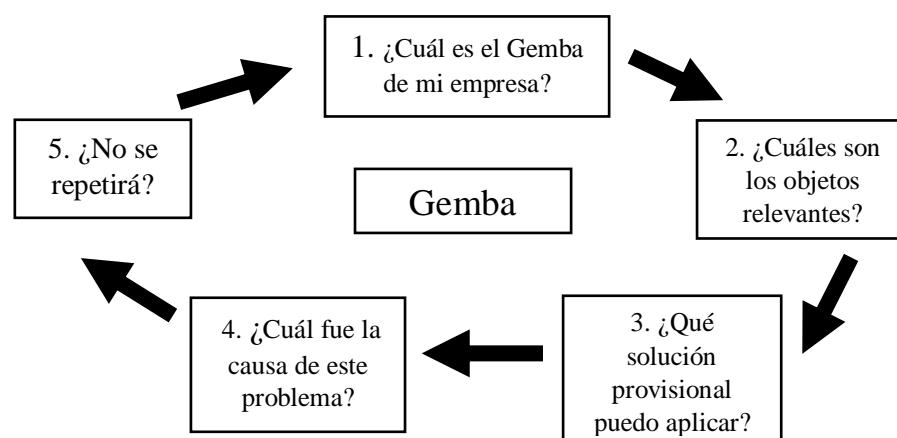 1. ¿Cuál es el Gemba
de mi empresa?
5. ¿No se
repetirá?
2. ¿Cuáles son
los objetos
relevantes?
Gemba
4. ¿Cuál fue la
causa de este
problema?
3. ¿Qué
solución
provisional
puedo aplicar?